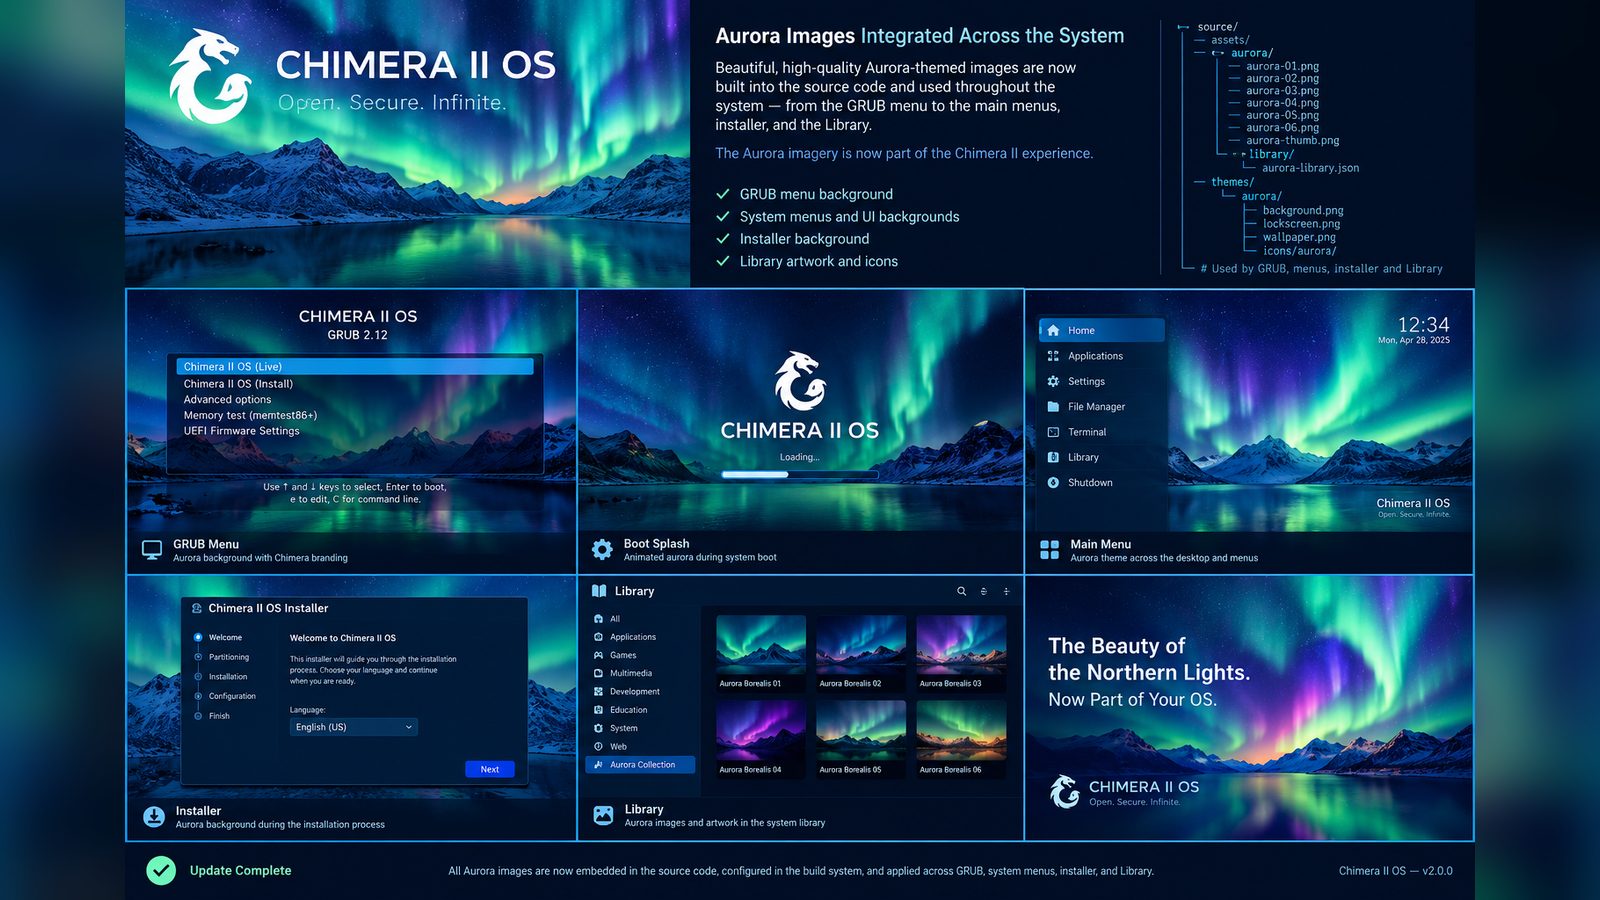 CHIMERA II OS
Open. Secure. Infinite.
Aurora Images Integrated Across the System
Beautiful, high-quality Aurora-themed images are now
built into the source code and used throughout the
system — from the GRUB menu to the main menus,
installer, and the Library.
The Aurora imagery is now part of the Chimera II experience.
GRUB menu background
System menus and UI backgrounds
Installer background
Library artwork and icons
source/
assets/
aurora/
aurora-01.png
aurora-02.png
aurora-03.png
aurora-04.png
aurora-05.png
aurora-06.png
aurora-thumb.png
library/
aurora-library.json
themes/
aurora/
background.png
lockscreen.png
wallpaper.png
icons/aurora/
# Used by GRUB, menus, installer and Library
CHIMERA II OS
GRUB 2.12
Chimera II OS (Live)
Chimera II OS (Install)
Advanced options
Memory test (memtest86+)
UEFI Firmware Settings
Use ↑ and ↓ keys to select, Enter to boot,
e to edit, C for command line.
GRUB Menu
Aurora background with Chimera branding
CHIMERA II OS
Loading...
Boot Splash
Animated aurora during system boot
Home
Applications
Settings
File Manager
Terminal
Library
Shutdown
12:34
Mon, Apr 28, 2025
Chimera II OS
Open. Secure. Infinite.
Main Menu
Aurora theme across the desktop and menus
Chimera II OS Installer
Welcome
Partitioning
Installation
Configuration
Finish
Welcome to Chimera II OS
This installer will guide you through the installation
process. Choose your language and continue
when you are ready.
Language:
English (US)
Next
Installer
Aurora background during the installation process
Library
All
Applications
Games
Multimedia
Development
Education
System
Web
Aurora Collection
Aurora Borealis 01
Aurora Borealis 02
Aurora Borealis 03
Aurora Borealis 04
Aurora Borealis 05
Aurora Borealis 06
Library
Aurora images and artwork in the system library
The Beauty of
the Northern Lights.
Now Part of Your OS.
CHIMERA II OS
Open. Secure. Infinite.
Update Complete
All Aurora images are now embedded in the source code, configured in the build system, and applied across GRUB, system menus, installer, and Library.
Chimera II OS — v2.0.0